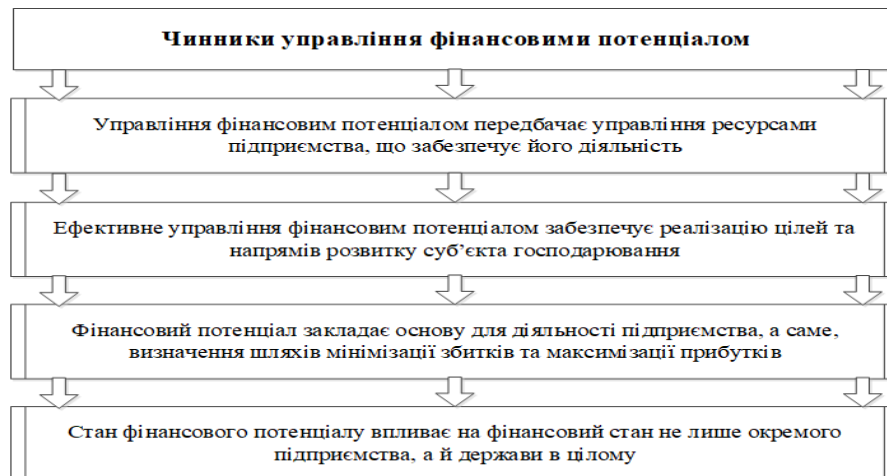 Чинники управління фінансовими потенціалом
Управління фінансовим потенціалом передбачає управління ресурсами
підприємства, що забезпечує його діяльність
Ефективне управління фінансовим потенціалом забезпечує реалізацію цілей та
напрямів розвитку суб’єкта господарювання
Фінансовий потенціал закладає основу для діяльності підприємства, а саме,
визначення шляхів мінімізації збитків та максимізації прибутків
Стан фінансового потенціалу впливає на фінансовий стан не лише окремого
підприємства, а й держави в цілому